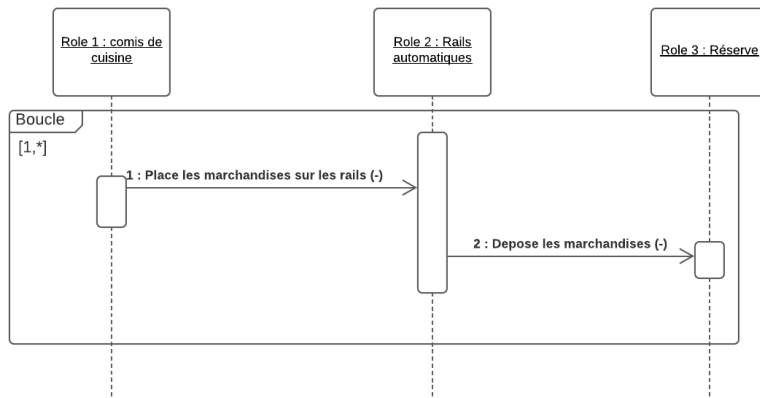 Role 1 : comis de
cuisine
Role 2 : Rails
automatiques
Role 3 : Réserve
Boucle
[1,*]
1 : Place les marchandises sur les rails (-)
2 : Depose les marchandises (-)